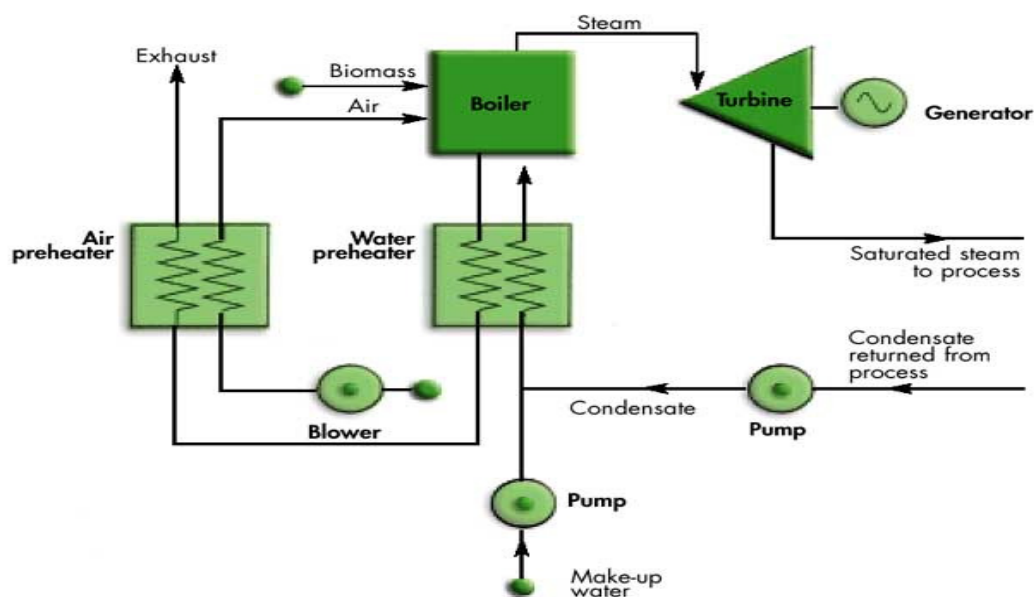 Steam
Exhaust
Biomass
Air
Boiler
Turbine
Generator
Air
preheater
Water
preheater
Saturated steam
to process
Condensate
returned from
process
Condensate
Blower
Pump
Pump
Make-up
water